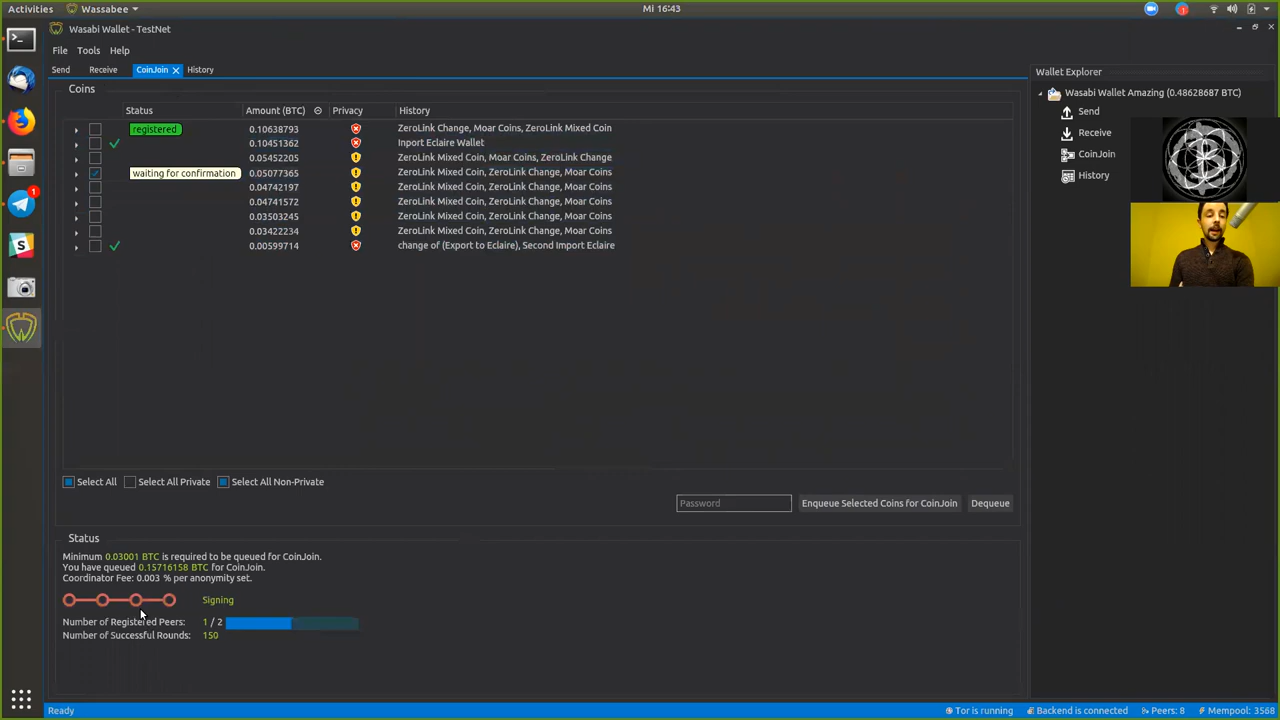 Activities Wassabee Mi 16:43 1
Wasabi Wallet - TestNet
File Tools Help
Send Receive CoinJoin History
Wallet Explorer
Wasabi Wallet Amazing (0.48628687 BTC)
Send
Receive
CoinJoin
History
Coins
Status Amount (BTC) Privacy History
registered 0.10638793 ZeroLink Change, Moar Coins, ZeroLink Mixed Coin
0.10451362 Inport Eclaire Wallet
0.05452205 ZeroLink Mixed Coin, Moar Coins, ZeroLink Change
waiting for confirmation 0.05077365 ZeroLink Mixed Coin, ZeroLink Change, Moar Coins
0.04742197 ZeroLink Mixed Coin, ZeroLink Change, Moar Coins
0.04741572 ZeroLink Mixed Coin, ZeroLink Change, Moar Coins
0.03503245 ZeroLink Mixed Coin, ZeroLink Change, Moar Coins
0.03422234 ZeroLink Mixed Coin, ZeroLink Change, Moar Coins
0.00599714 change of (Export to Eclaire), Second Import Eclaire
1
Select All Select All Private Select All Non-Private
Password Enqueue Selected Coins for CoinJoin Dequeue
Status
Minimum 0.03001 BTC is required to be queued for CoinJoin.
You have queued 0.15716158 BTC for CoinJoin.
Coordinator Fee: 0.003 % per anonymity set.
Signing
Number of Registered Peers: 1 / 2
Number of Successful Rounds: 150
Ready Tor is running Backend is connected Peers: 8 Mempool: 3568